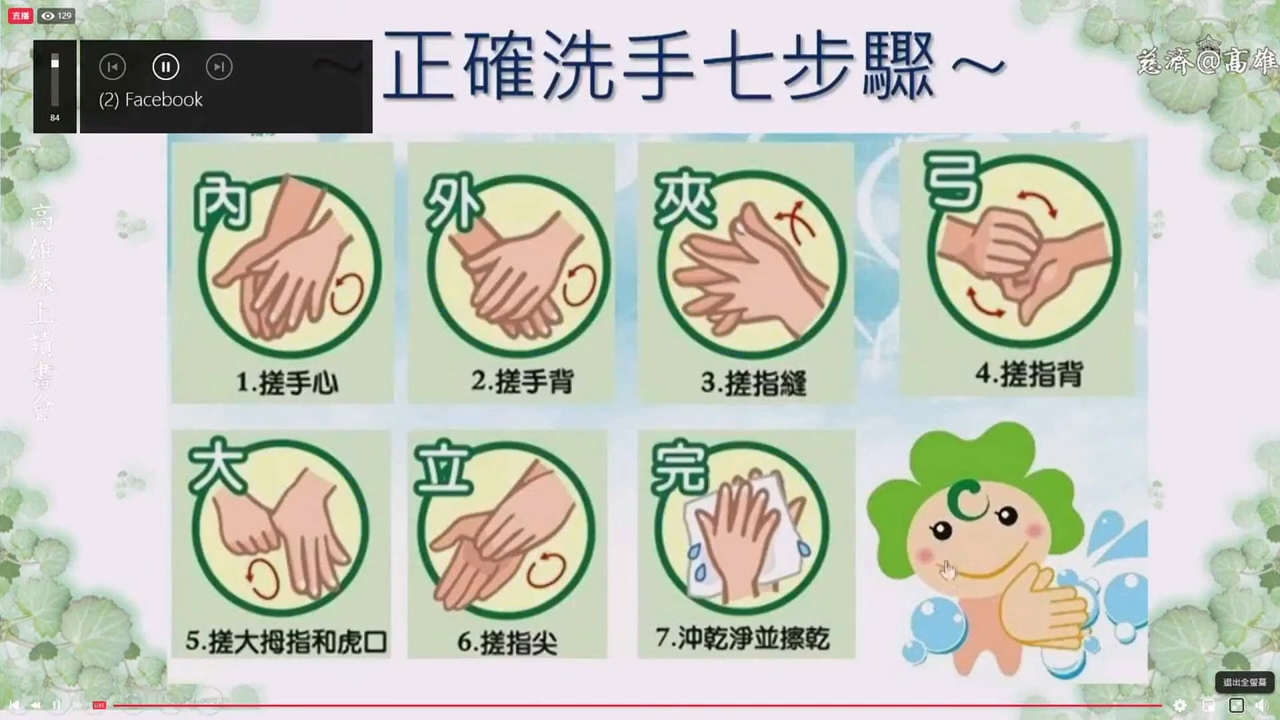 直播 129
～正確洗手七步驟～
慈濟@高雄
84
(2) Facebook
高雄線上讀書會
內
外
夾
弓
1.搓手心
2.搓手背
3.搓指縫
4.搓指背
大
立
完
5.搓大拇指和虎口
6.搓指尖
7.沖乾淨並擦乾
退出全螢幕
LIVE